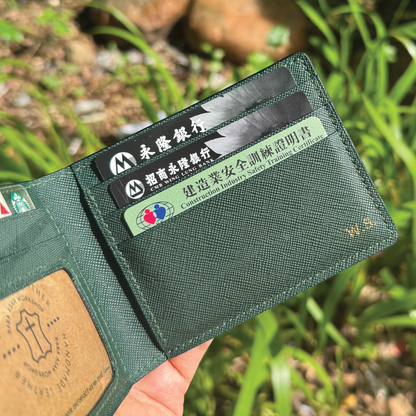 永隆銀行
招商永隆銀行
CMB WING LUNG BANK
建造業安全訓練證明書
Construction Industry Safety Training Certificate
W.S